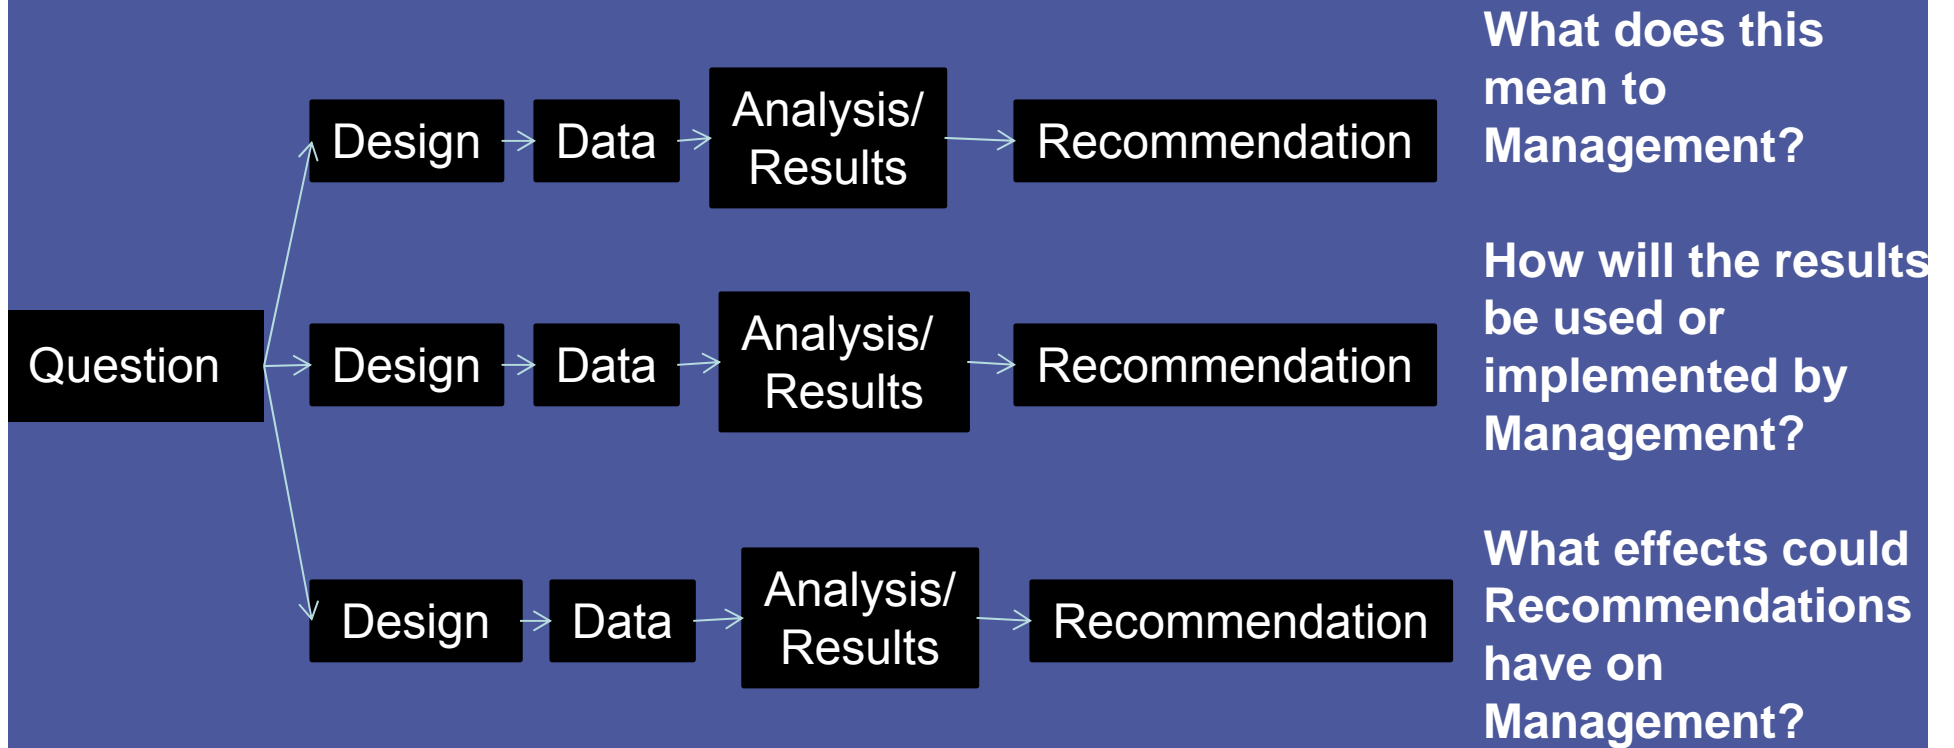 Question
Design
Data
Analysis/
Results
Recommendation
What does this
mean to
Management?
Design
Data
Analysis/
Results
Recommendation
How will the results
be used or
implemented by
Management?
Design
Data
Analysis/
Results
Recommendation
What effects could
Recommendations
have on
Management?